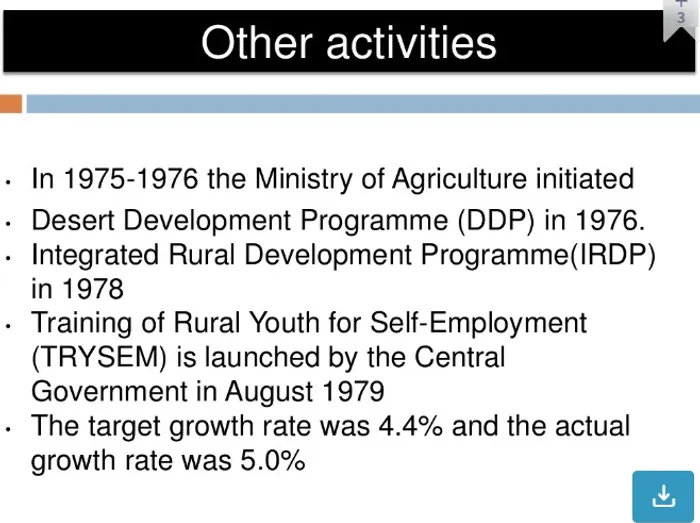 3
Other activities
• In 1975-1976 the Ministry of Agriculture initiated
• Desert Development Programme (DDP) in 1976.
• Integrated Rural Development Programme(IRDP)
in 1978
• Training of Rural Youth for Self-Employment
(TRYSEM) is launched by the Central
Government in August 1979
• The target growth rate was 4.4% and the actual
growth rate was 5.0%